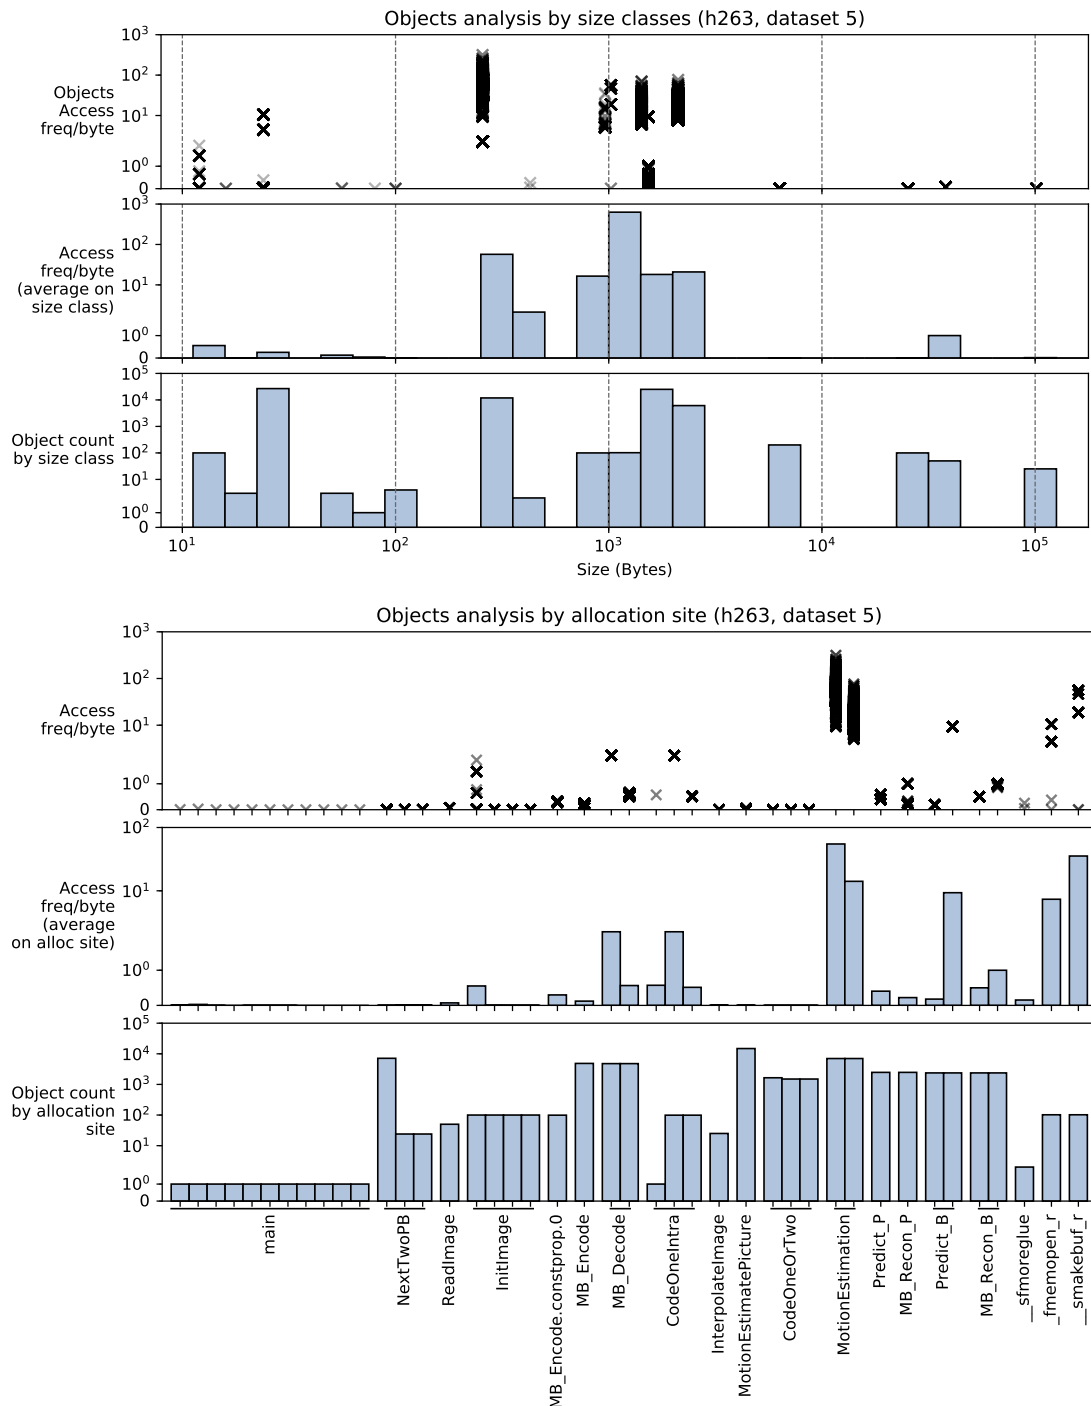 Objects analysis by size classes (h263, dataset 5)
10³
10²
10¹
10⁰
0
Objects
Access
freq/byte
10³
10²
10¹
10⁰
0
Access
freq/byte
(average on
size class)
10⁵
10⁴
10³
10²
10¹
10⁰
0
Object count
by size class
10¹ 10² 10³ 10⁴ 10⁵
Size (Bytes)
Objects analysis by allocation site (h263, dataset 5)
10³
10²
10¹
10⁰
0
Access
freq/byte
10²
10¹
10⁰
0
Access
freq/byte
(average
on alloc site)
10⁵
10⁴
10³
10²
10¹
10⁰
0
Object count
by allocation
site
main
NextTwoPB
ReadImage
InitImage
MB_Encode.constprop.0
MB_Encode
MB_Decode
CodeOneIntra
InterpolateImage
MotionEstimatePicture
CodeOneOrTwo
MotionEstimation
Predict_P
MB_Recon_P
Predict_B
MB_Recon_B
__sfmoreglue
_fmemopen_r
__smakebuf_r